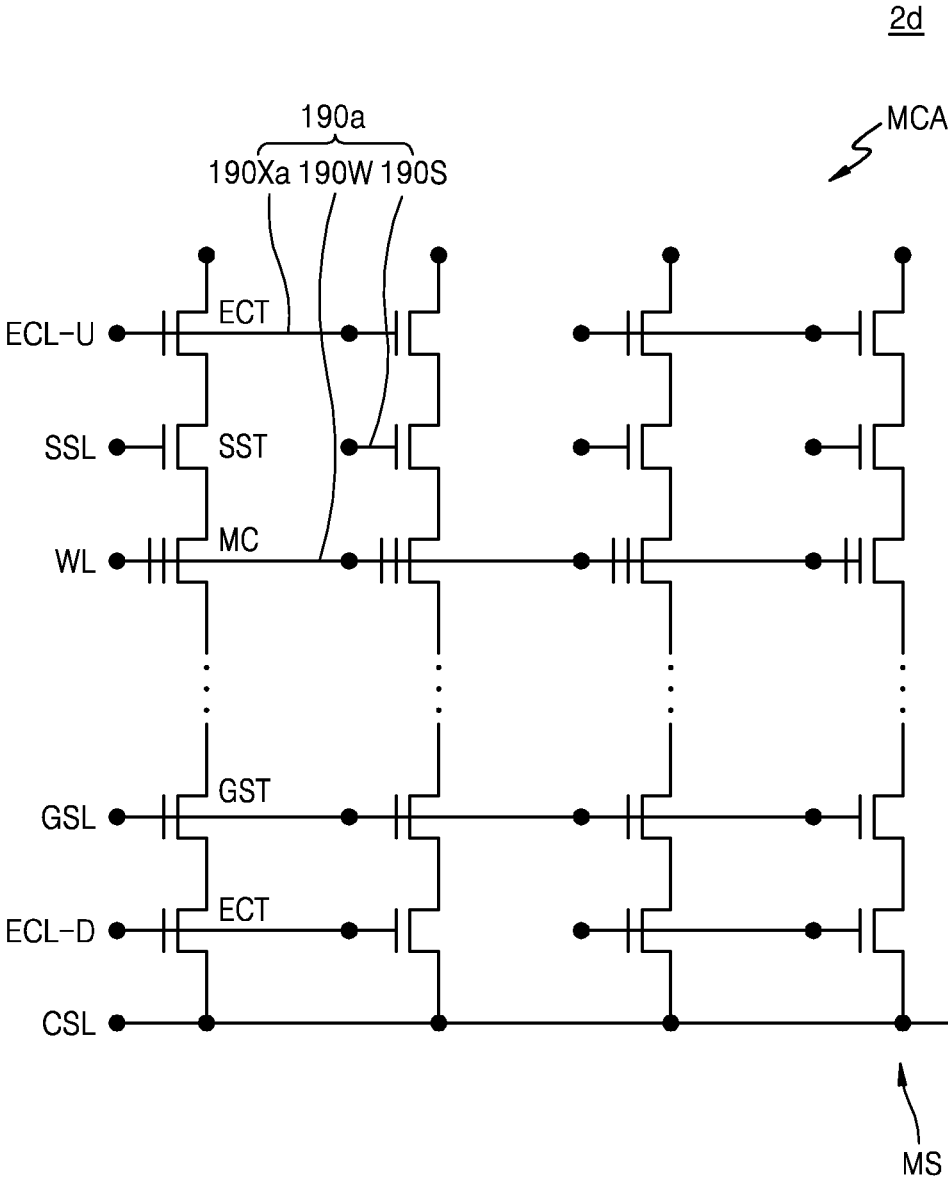 2d
MCA
190a
190Xa 190W 190S
ECT
ECL-U
SSL SST
MC
WL
GST
GSL
ECT
ECL-D
CSL
MS